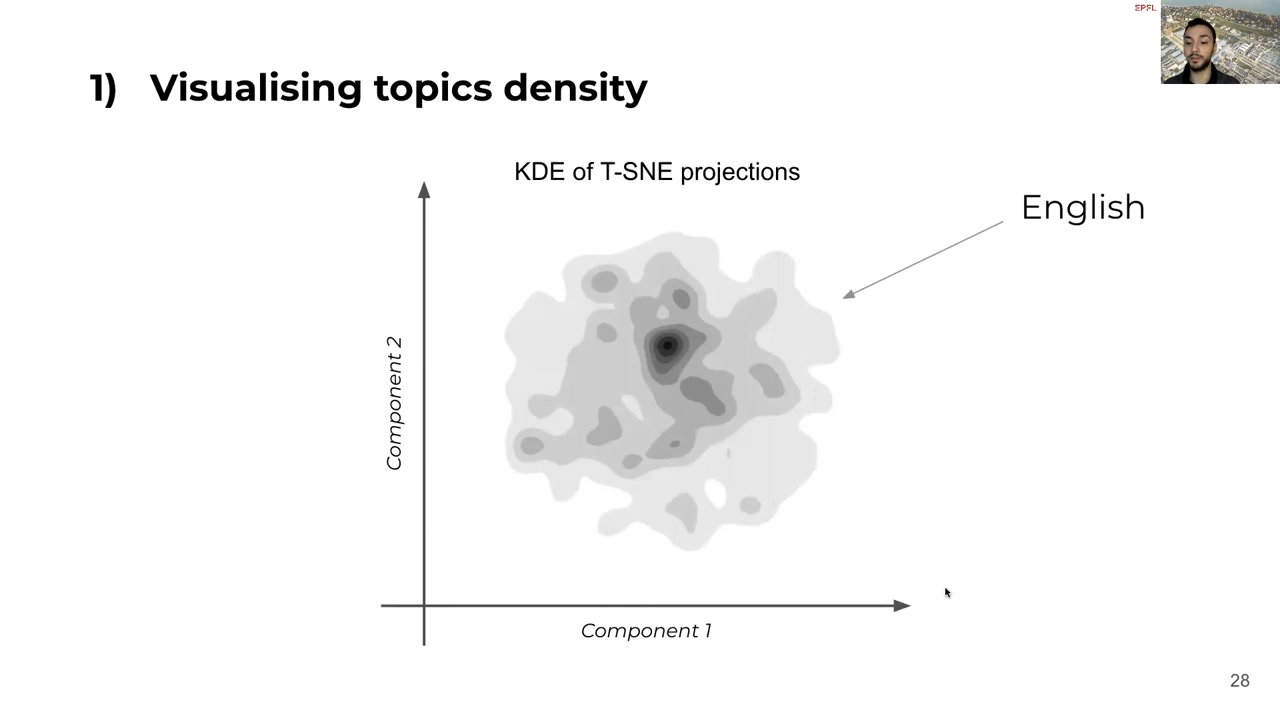 EPFL
1) Visualising topics density
KDE of T-SNE projections
English
Component 2
Component 1
28